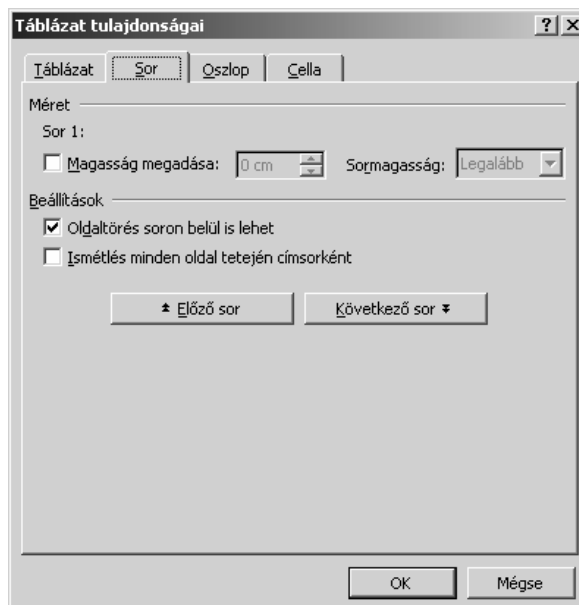 Táblázat tulajdonságai
Táblázat Sor Oszlop Cella
Méret
Sor 1:
Magasság megadása: 0 cm Sormagasság: Legalább
Beállítások
Oldaltörés soron belül is lehet
Ismétlés minden oldal tetején címsorként
Előző sor Következő sor
OK Mégse